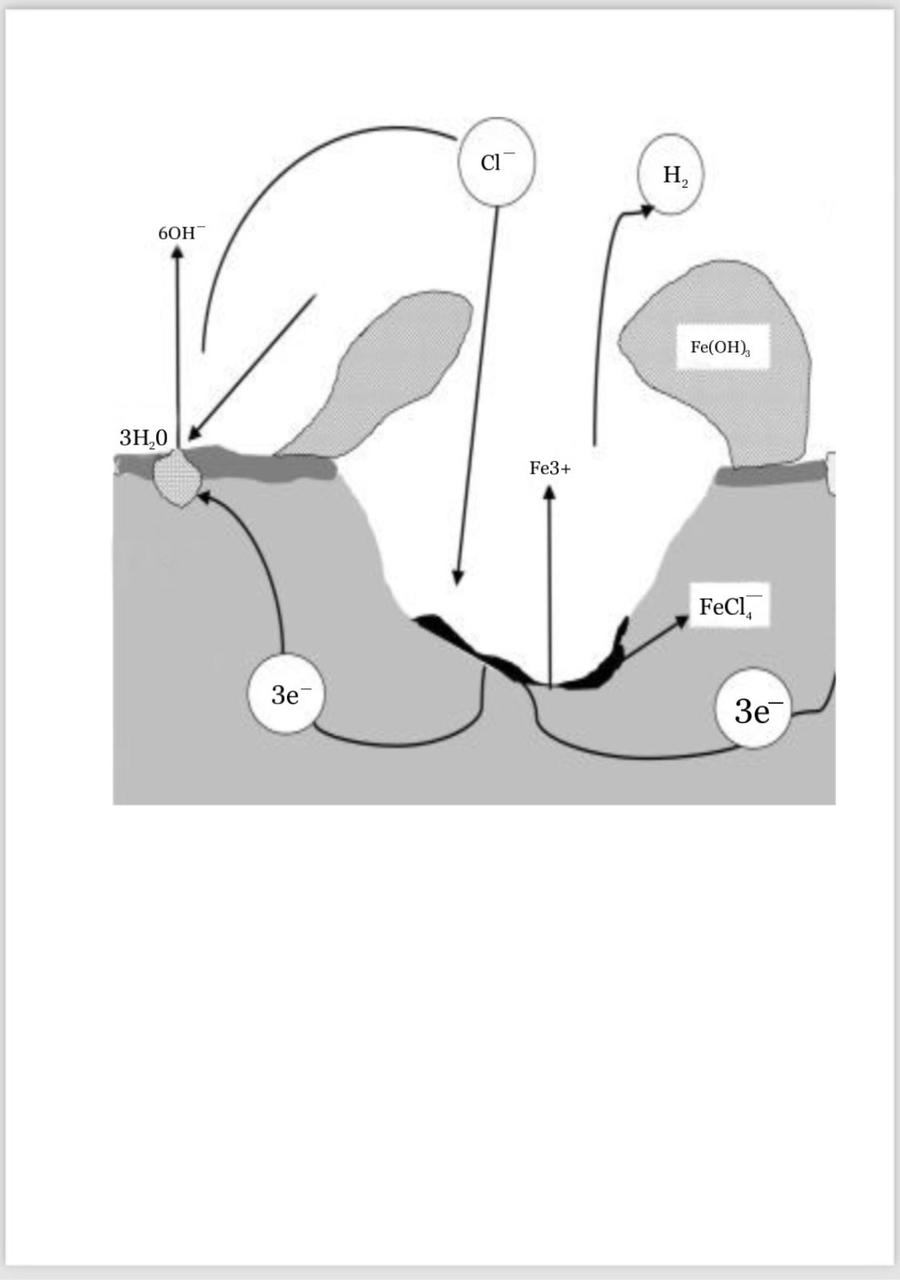 Cl⁻
H₂
6OH⁻
Fe(OH)₃
3H₂0
Fe3+
FeCl₄⁻
3e⁻
3e⁻